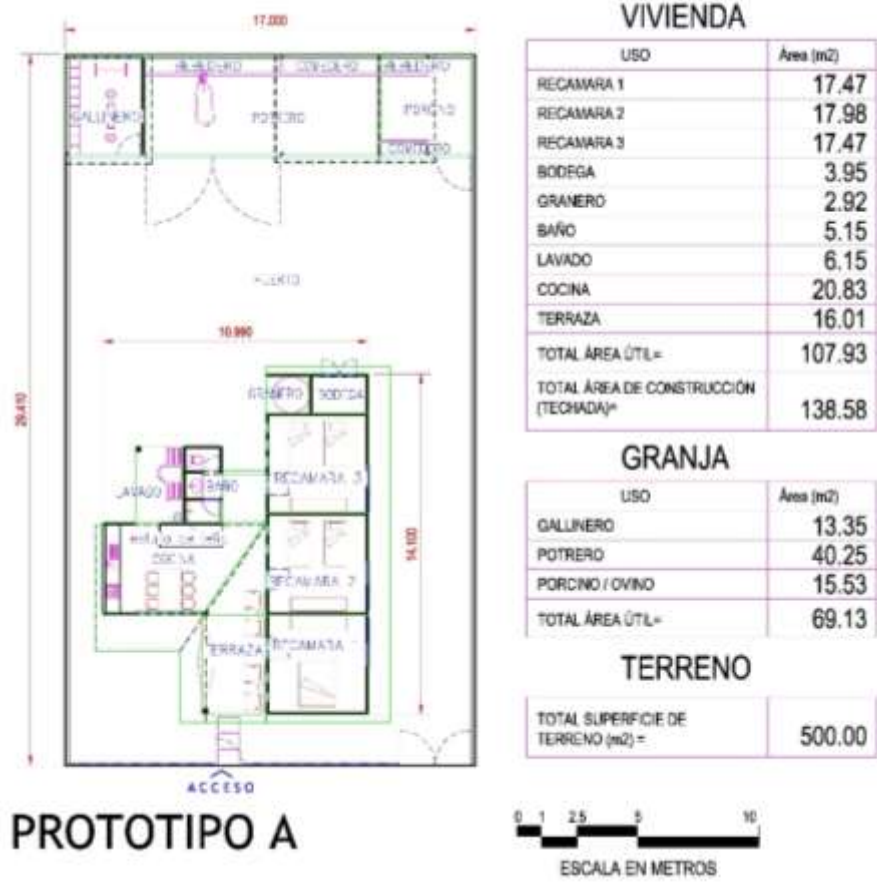 17.000
GALLINERO
POTRERO
29.410
10.990
GRANERO
BODEGA
RECAMARA 3
LAVADO
BAÑO
14.100
COCINA
RECAMARA 2
TERRAZA
RECAMARA
ACCESO
PROTOTIPO A
VIVIENDA
USO Área (m2)
RECAMARA 1 17.47
RECAMARA 2 17.98
RECAMARA 3 17.47
BODEGA 3.95
GRANERO 2.92
BAÑO 5.15
LAVADO 6.15
COCINA 20.83
TERRAZA 16.01
TOTAL ÁREA ÚTIL= 107.93
TOTAL ÁREA DE CONSTRUCCIÓN
(TECHADA)= 138.58
GRANJA
USO Área (m2)
GALLINERO 13.35
POTRERO 40.25
PORCINO / OVINO 15.53
TOTAL ÁREA ÚTIL= 69.13
TERRENO
TOTAL SUPERFICIE DE
TERRENO (m2) = 500.00
0 1 2.5 5 10
ESCALA EN METROS